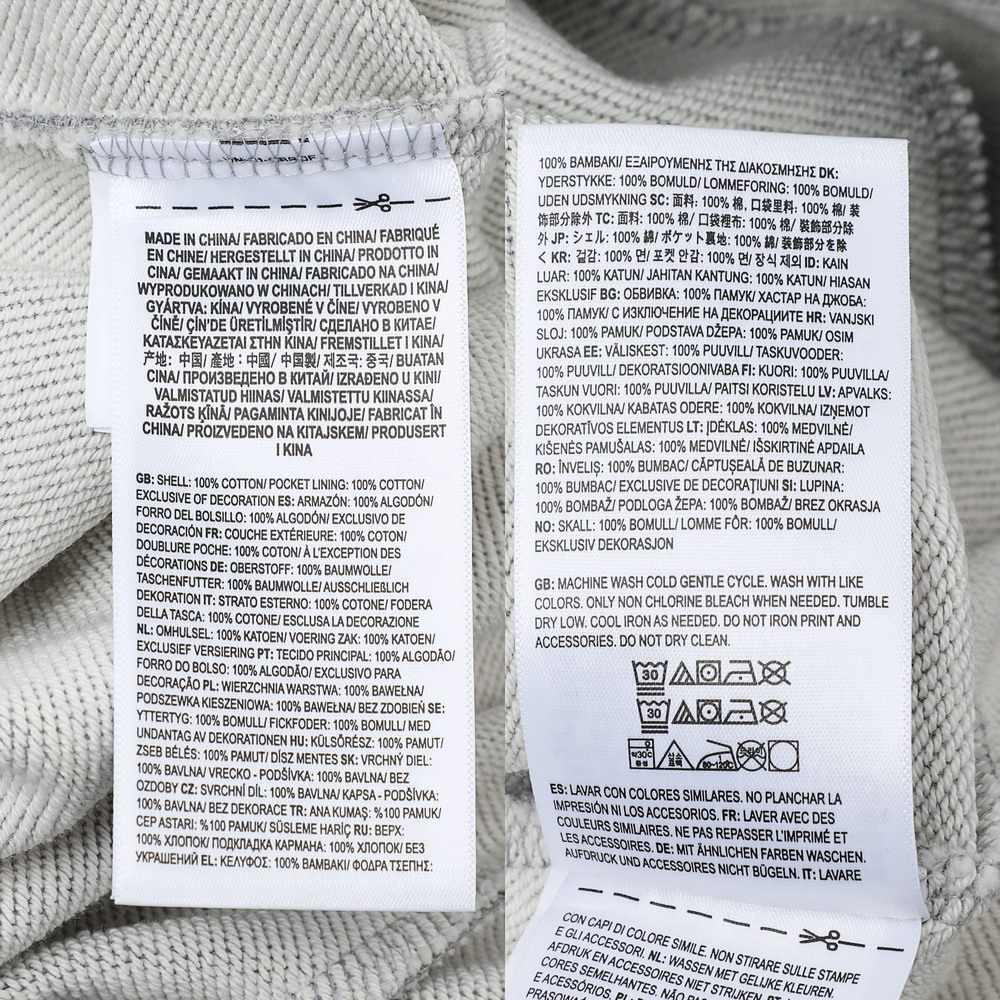 MADE IN CHINA/ FABRICADO EN CHINA/ FABRIQUÉ
EN CHINE/ HERGESTELLT IN CHINA/ PRODOTTO IN
CINA/ GEMAAKT IN CHINA/ FABRICADO NA CHINA/
WYPRODUKOWANO W CHINACH/ TILLVERKAD I KINA/
GYÁRTVA: KÍNA/ VYROBENÉ V ČÍNE/ VYROBENO V
ČÍNĚ/ ÇİN'DE ÜRETİLMİŞTİR/ СДЕЛАНО В КИТАЕ/
ΚΑΤΑΣΚΕΥΑΖΕΤΑΙ ΣΤΗΝ ΚΙΝΑ/ FREMSTILLET I KINA/
产地: 中国/ 產地：中國/ 中国製/ 제조국: 중국/ BUATAN
CINA/ ПРОИЗВЕДЕНО В КИТАЙ/ IZRAĐENO U KINI/
VALMISTATUD HIINAS/ VALMISTETTU KIINASSA/
RAŽOTS ĶĪNĀ/ PAGAMINTA KINIJOJE/ FABRICAT ÎN
CHINA/ PROIZVEDENO NA KITAJSKEM/ PRODUSERT
I KINA
GB: SHELL: 100% COTTON/ POCKET LINING: 100% COTTON/
EXCLUSIVE OF DECORATION ES: ARMAZÓN: 100% ALGODÓN/
FORRO DEL BOLSILLO: 100% ALGODÓN/ EXCLUSIVO DE
DECORACIÓN FR: COUCHE EXTÉRIEURE: 100% COTON/
DOUBLURE POCHE: 100% COTON/ À L'EXCEPTION DES
DÉCORATIONS DE: OBERSTOFF: 100% BAUMWOLLE/
TASCHENFUTTER: 100% BAUMWOLLE/ AUSSCHLIEßLICH
DEKORATION IT: STRATO ESTERNO: 100% COTONE/ FODERA
DELLA TASCA: 100% COTONE/ ESCLUSA LA DECORAZIONE
NL: OMHULSEL: 100% KATOEN/ VOERING ZAK: 100% KATOEN/
EXCLUSIEF VERSIERING PT: TECIDO PRINCIPAL: 100% ALGODÃO/
FORRO DO BOLSO: 100% ALGODÃO/ EXCLUSIVO PARA
DECORAÇÃO PL: WIERZCHNIA WARSTWA: 100% BAWEŁNA/
PODSZEWKA KIESZENIOWA: 100% BAWEŁNA/ BEZ ZDOBIEŃ SE:
YTTERTYG: 100% BOMULL/ FICKFODER: 100% BOMULL/ MED
UNDANTAG AV DEKORATIONEN HU: KÜLSŐRÉSZ: 100% PAMUT/
ZSEB BÉLÉS: 100% PAMUT/ DÍSZ MENTES SK: VRCHNÝ DIEL:
100% BAVLNA/ VRECKO - PODŠÍVKA: 100% BAVLNA/ BEZ
OZDOBY CZ: SVRCHNÍ DÍL: 100% BAVLNA/ KAPSA - PODŠÍVKA:
100% BAVLNA/ BEZ DEKORACE TR: ANA KUMAŞ: %100 PAMUK/
CEP ASTARI: %100 PAMUK/ SÜSLEME HARİÇ RU: ВЕРХ:
100% ХЛОПОК/ ПОДКЛАДКА КАРМАНА: 100% ХЛОПОК/ БЕЗ
УКРАШЕНИЙ EL: ΚΕΛΥΦΟΣ: 100% ΒΑΜΒΑΚΙ/ ΦΟΔΡΑ ΤΣΕΠΗΣ:
100% ΒΑΜΒΑΚΙ/ ΕΞΑΙΡΟΥΜΕΝΗΣ ΤΗΣ ΔΙΑΚΟΣΜΗΣΗΣ DK:
YDERSTYKKE: 100% BOMULD/ LOMMEFORING: 100% BOMULD/
UDEN UDSMYKNING SC: 面料: 100% 棉, 口袋里料: 100% 棉/ 装
饰部分除外 TC: 面料: 100% 棉/ 口袋裡布: 100% 棉/ 裝飾部分除
外 JP: シェル: 100% 綿/ ポケット裏地: 100% 綿/ 装飾部分を除
く KR: 겉감: 100% 면/ 포켓 안감: 100% 면/ 장식 제외 ID: KAIN
LUAR: 100% KATUN/ JAHITAN KANTUNG: 100% KATUN/ HIASAN
EKSKLUSIF BG: ОБВИВКА: 100% ПАМУК/ ХАСТАР НА ДЖОБА:
100% ПАМУК/ С ИЗКЛЮЧЕНИЕ НА ДЕКОРАЦИИТЕ HR: VANJSKI
SLOJ: 100% PAMUK/ PODSTAVA DŽEPA: 100% PAMUK/ OSIM
UKRASA EE: VÄLISKEST: 100% PUUVILL/ TASKUVOODER:
100% PUUVILL/ DEKORATSIOONIVABA FI: KUORI: 100% PUUVILLA/
TASKUN VUORI: 100% PUUVILLA/ PAITSI KORISTELU LV: APVALKS:
100% KOKVILNA/ KABATAS ODERE: 100% KOKVILNA/ IZŅEMOT
DEKORATĪVOS ELEMENTUS LT: ĮDĖKLAS: 100% MEDVILNĖ/
KIŠENĖS PAMUŠALAS: 100% MEDVILNĖ/ IŠSKIRTINĖ APDAILA
RO: ÎNVELIȘ: 100% BUMBAC/ CĂPTUȘEALĂ DE BUZUNAR:
100% BUMBAC/ EXCLUSIVE DE DECORAȚIUNI SI: LUPINA:
100% BOMBAŽ/ PODLOGA ŽEPA: 100% BOMBAŽ/ BREZ OKRASJA
NO: SKALL: 100% BOMULL/ LOMME FÔR: 100% BOMULL/
EKSKLUSIV DEKORASJON
GB: MACHINE WASH COLD GENTLE CYCLE. WASH WITH LIKE
COLORS. ONLY NON CHLORINE BLEACH WHEN NEEDED. TUMBLE
DRY LOW. COOL IRON AS NEEDED. DO NOT IRON PRINT AND
ACCESSORIES. DO NOT DRY CLEAN.
30
30
약30℃ 중성 산소 표백 80~120℃ 드라이
ES: LAVAR CON COLORES SIMILARES. NO PLANCHAR LA
IMPRESIÓN NI LOS ACCESORIOS. FR: LAVER AVEC DES
COULEURS SIMILAIRES. NE PAS REPASSER L'IMPRIMÉ ET
LES ACCESSOIRES. DE: MIT ÄHNLICHEN FARBEN WASCHEN.
AUFDRUCK UND ACCESSOIRES NICHT BÜGELN. IT: LAVARE
CON CAPI DI COLORE SIMILE. NON STIRARE SULLE STAMPE
E GLI ACCESSORI. NL: WASSEN MET GELIJKE KLEUREN.
AFDRUK EN ACCESSOIRES NIET STRIJKEN. PT:
CORES SEMELHANTES. NÃO
E ACESSÓRIOS. PL:
PRASOWAĆ